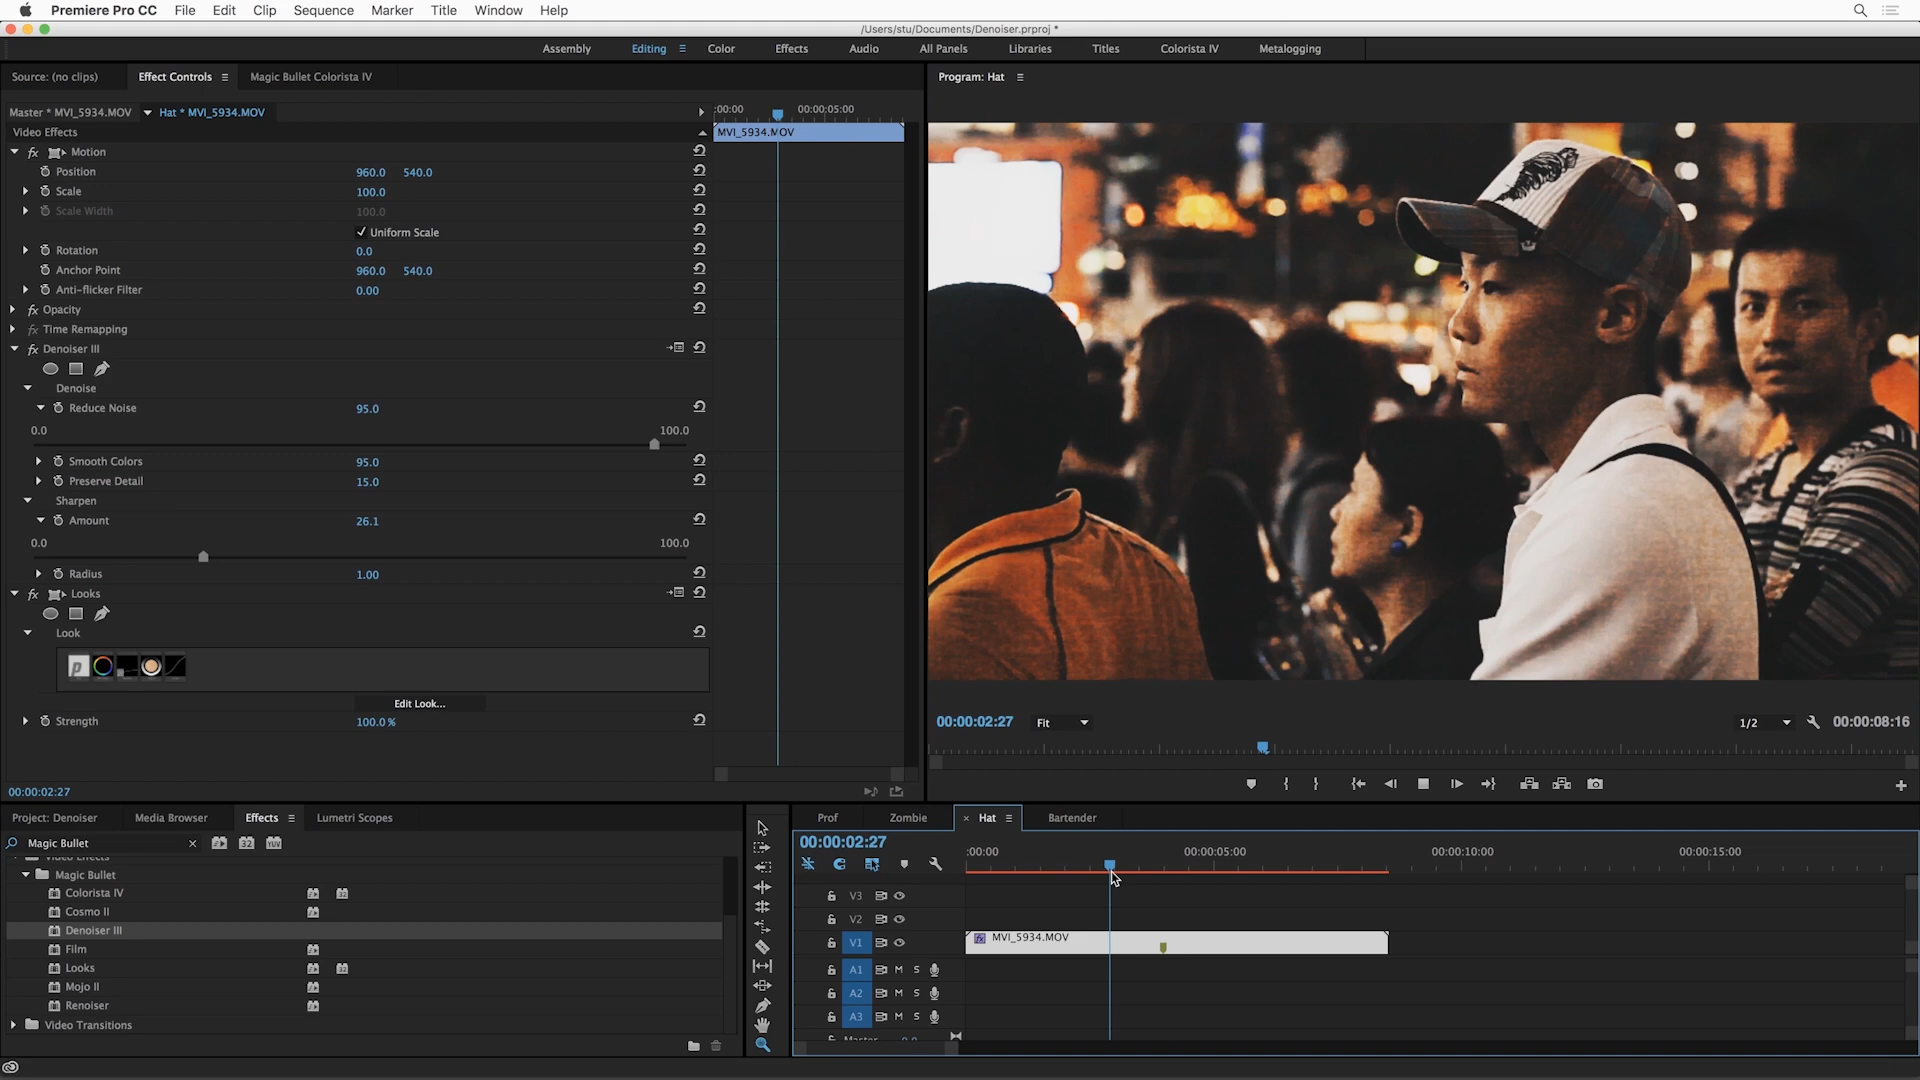 Premiere Pro CC File Edit Clip Sequence Marker Title Window Help
/Users/stu/Documents/Denoiser.prproj *
Assembly Editing Color Effects Audio All Panels Libraries Titles Colorista IV Metalogging
Source: (no clips) Effect Controls Magic Bullet Colorista IV
Program: Hat
Master * MVI_5934.MOV Hat * MVI_5934.MOV
:00:00 00:00:05:00
Video Effects
MVI_5934.MOV
fx Motion
Position 960.0 540.0
Scale 100.0
Scale Width 100.0
Uniform Scale
Rotation 0.0
Anchor Point 960.0 540.0
Anti-flicker Filter 0.00
fx Opacity
fx Time Remapping
fx Denoiser III
Denoise
Reduce Noise 95.0
0.0 100.0
Smooth Colors 95.0
Preserve Detail 15.0
Sharpen
Amount 26.1
0.0 100.0
Radius 1.00
fx Looks
Look
p
Edit Look...
Strength 100.0 %
00:00:02:27
00:00:02:27 Fit 1/2 00:00:08:16
Project: Denoiser Media Browser Effects Lumetri Scopes
Magic Bullet 32 YUV
Video Effects
Magic Bullet
Colorista IV
Cosmo II
Denoiser III
Film
Looks
Mojo II
Renoiser
Video Transitions
Prof Zombie × Hat Bartender
00:00:02:27
:00:00 00:00:05:00 00:00:10:00 00:00:15:00
V3
V2
V1 fx MVI_5934.MOV
A1 M S
A2 M S
A3 M S
Master 0.0